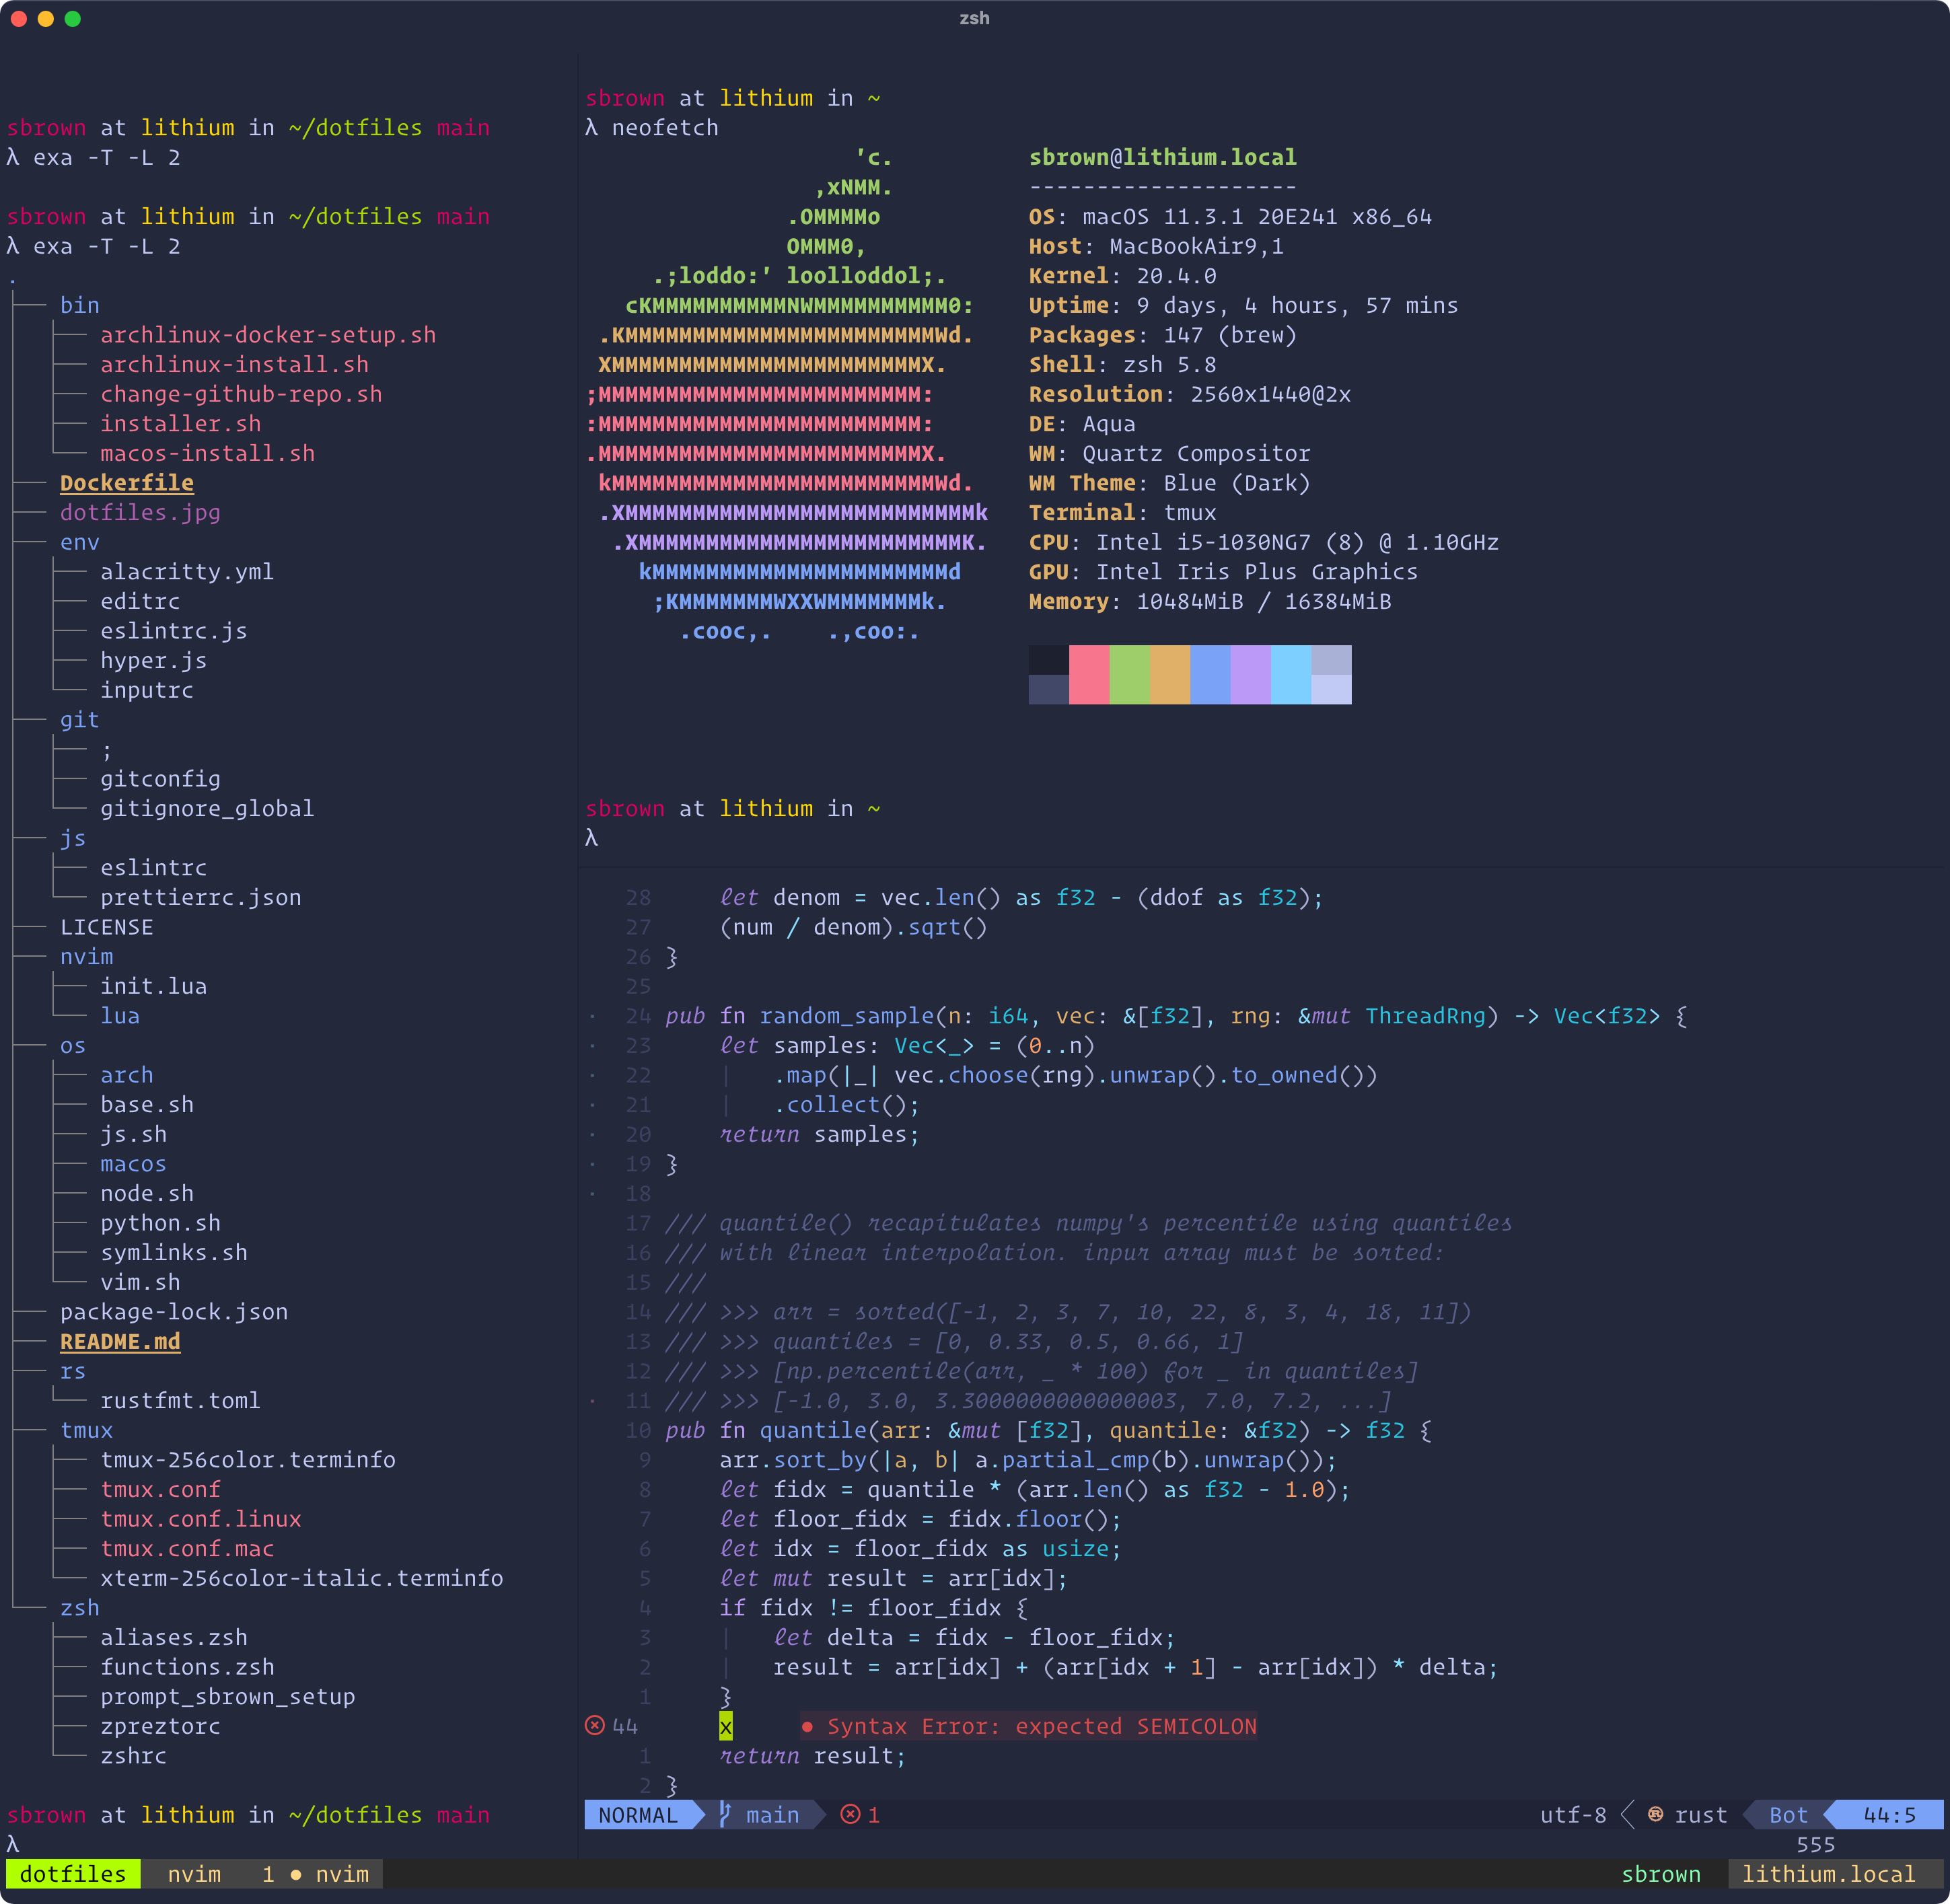 zsh
sbrown at lithium in ~/dotfiles main
λ exa -T -L 2
sbrown at lithium in ~/dotfiles main
λ exa -T -L 2
.
bin
archlinux-docker-setup.sh
archlinux-install.sh
change-github-repo.sh
installer.sh
macos-install.sh
Dockerfile
dotfiles.jpg
env
alacritty.yml
editrc
eslintrc.js
hyper.js
inputrc
git
;
gitconfig
gitignore_global
js
eslintrc
prettierrc.json
LICENSE
nvim
init.lua
lua
os
arch
base.sh
js.sh
macos
node.sh
python.sh
symlinks.sh
vim.sh
package-lock.json
README.md
rs
rustfmt.toml
tmux
tmux-256color.terminfo
tmux.conf
tmux.conf.linux
tmux.conf.mac
xterm-256color-italic.terminfo
zsh
aliases.zsh
functions.zsh
prompt_sbrown_setup
zpreztorc
zshrc
sbrown at lithium in ~/dotfiles main
λ
sbrown at lithium in ~
λ neofetch
'c.
,xNMM.
.OMMMMo
OMMM0,
.;loddo:' loolloddol;.
cKMMMMMMMMMMNWMMMMMMMMMM0:
.KMMMMMMMMMMMMMMMMMMMMMMMWd.
XMMMMMMMMMMMMMMMMMMMMMMMX.
;MMMMMMMMMMMMMMMMMMMMMMMM:
:MMMMMMMMMMMMMMMMMMMMMMMM:
.MMMMMMMMMMMMMMMMMMMMMMMMX.
kMMMMMMMMMMMMMMMMMMMMMMMMWd.
.XMMMMMMMMMMMMMMMMMMMMMMMMMMk
.XMMMMMMMMMMMMMMMMMMMMMMMMK.
kMMMMMMMMMMMMMMMMMMMMMMd
;KMMMMMMMWXXWMMMMMMMk.
.cooc,.    .,coo:.
sbrown@lithium.local
--------------------
OS: macOS 11.3.1 20E241 x86_64
Host: MacBookAir9,1
Kernel: 20.4.0
Uptime: 9 days, 4 hours, 57 mins
Packages: 147 (brew)
Shell: zsh 5.8
Resolution: 2560x1440@2x
DE: Aqua
WM: Quartz Compositor
WM Theme: Blue (Dark)
Terminal: tmux
CPU: Intel i5-1030NG7 (8) @ 1.10GHz
GPU: Intel Iris Plus Graphics
Memory: 10484MiB / 16384MiB
sbrown at lithium in ~
λ
28     let denom = vec.len() as f32 - (ddof as f32);
27     (num / denom).sqrt()
26 }
25
24 pub fn random_sample(n: i64, vec: &[f32], rng: &mut ThreadRng) -> Vec<f32> {
23     let samples: Vec<_> = (0..n)
22         .map(|_| vec.choose(rng).unwrap().to_owned())
21         .collect();
20     return samples;
19 }
18
17 /// quantile() recapitulates numpy's percentile using quantiles
16 /// with linear interpolation. inpur array must be sorted:
15 ///
14 /// >>> arr = sorted([-1, 2, 3, 7, 10, 22, 8, 3, 4, 18, 11])
13 /// >>> quantiles = [0, 0.33, 0.5, 0.66, 1]
12 /// >>> [np.percentile(arr, _ * 100) for _ in quantiles]
11 /// >>> [-1.0, 3.0, 3.3000000000000003, 7.0, 7.2, ...]
10 pub fn quantile(arr: &mut [f32], quantile: &f32) -> f32 {
9     arr.sort_by(|a, b| a.partial_cmp(b).unwrap());
8     let fidx = quantile * (arr.len() as f32 - 1.0);
7     let floor_fidx = fidx.floor();
6     let idx = floor_fidx as usize;
5     let mut result = arr[idx];
4     if fidx != floor_fidx {
3         let delta = fidx - floor_fidx;
2         result = arr[idx] + (arr[idx + 1] - arr[idx]) * delta;
1     }
44     x     ● Syntax Error: expected SEMICOLON
1     return result;
2 }
NORMAL main 1 utf-8 rust Bot 44:5
555
dotfiles nvim 1 ● nvim sbrown lithium.local